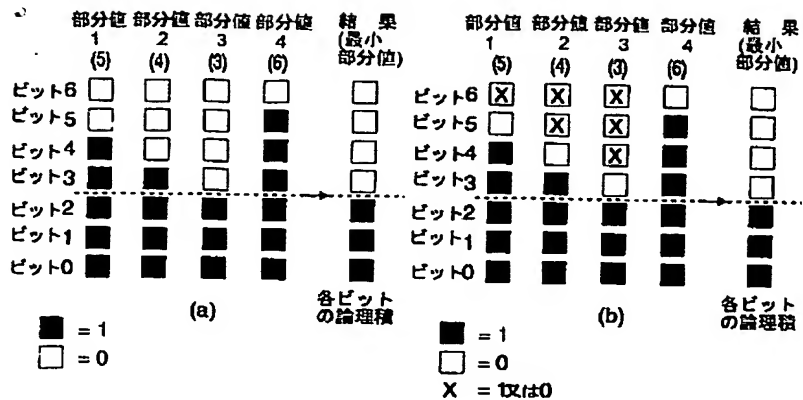 部分値 部分値 部分値 部分値 結 果
1 2 3 4 (最小
(5) (4) (3) (6) 部分値)
ビット6
ビット5
ビット4
ビット3
ビット2
ビット1
ビット0
(a)
各ビット
の論理積
= 1
= 0
部分値 部分値 部分値 部分値 結 果
1 2 3 4 (最小
(5) (4) (3) (6) 部分値)
ビット6 X X X
ビット5 X X
ビット4 X
ビット3
ビット2
ビット1
ビット0
(b)
各ビット
の論理積
= 1
= 0
X = 1又は0